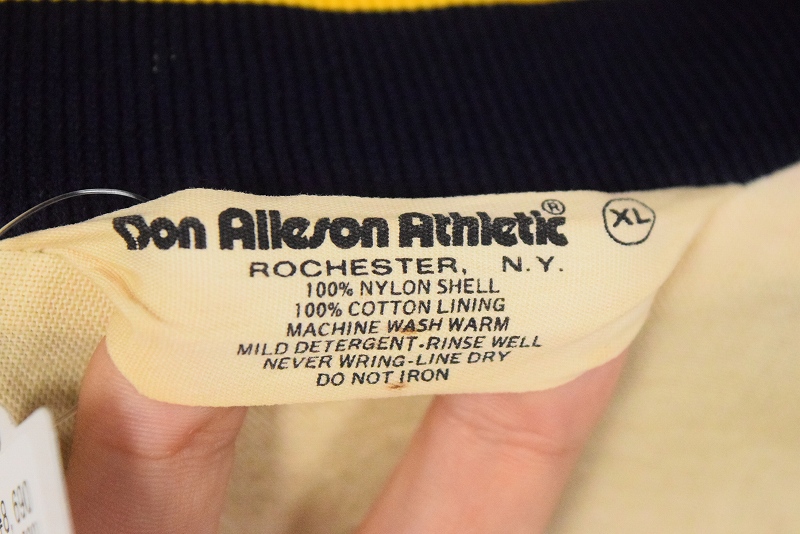 Don Alleson Athletic® XL
ROCHESTER, N.Y.
100% NYLON SHELL
100% COTTON LINING
MACHINE WASH WARM
MILD DETERGENT-RINSE WELL
NEVER WRING-LINE DRY
DO NOT IRON